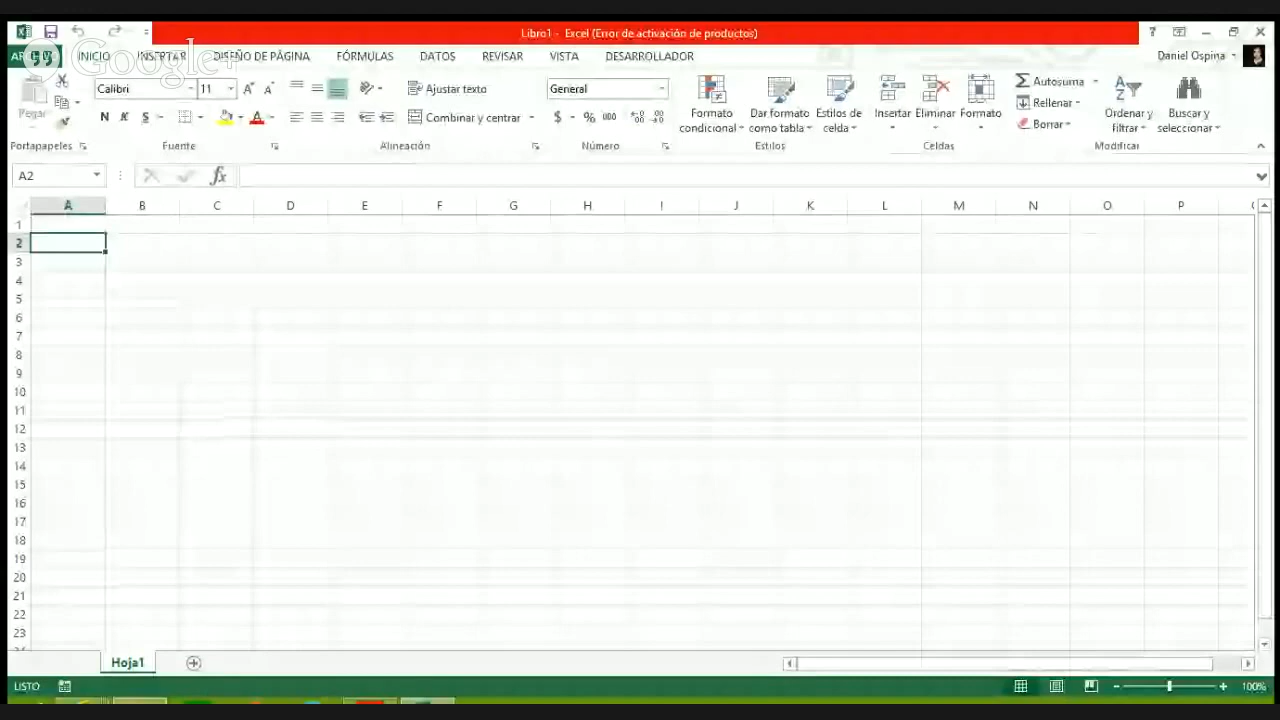 Libro1 - Excel (Error de activación de productos)
Google+
ARCHIVO INICIO INSERTAR DISEÑO DE PÁGINA FÓRMULAS DATOS REVISAR VISTA DESARROLLADOR Daniel Ospina
Calibri 11 Ajustar texto General Autosuma
Pegar N K S Combinar y centrar $ % 000 Formato condicional Dar formato como tabla Estilos de celda Insertar Eliminar Formato Rellenar Borrar Ordenar y filtrar Buscar y seleccionar
Portapapeles Fuente Alineación Número Estilos Celdas Modificar
A2 fx
A B C D E F G H I J K L M N O P
1
2
3
4
5
6
7
8
9
10
11
12
13
14
15
16
17
18
19
20
21
22
23
Hoja1
LISTO 100%